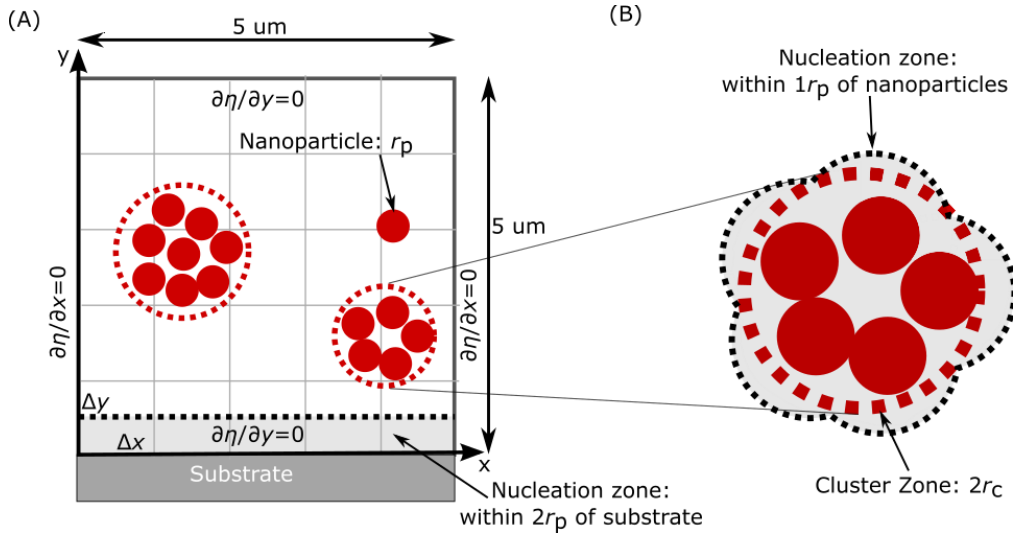 (A)
5 um
y
∂η/∂y=0
Nanoparticle: rp
5 um
∂η/∂x=0
∂η/∂x=0
Δy
∂η/∂y=0
Δx
x
Substrate
Nucleation zone:
within 2rp of substrate
(B)
Nucleation zone:
within 1rp of nanoparticles
Cluster Zone: 2rc